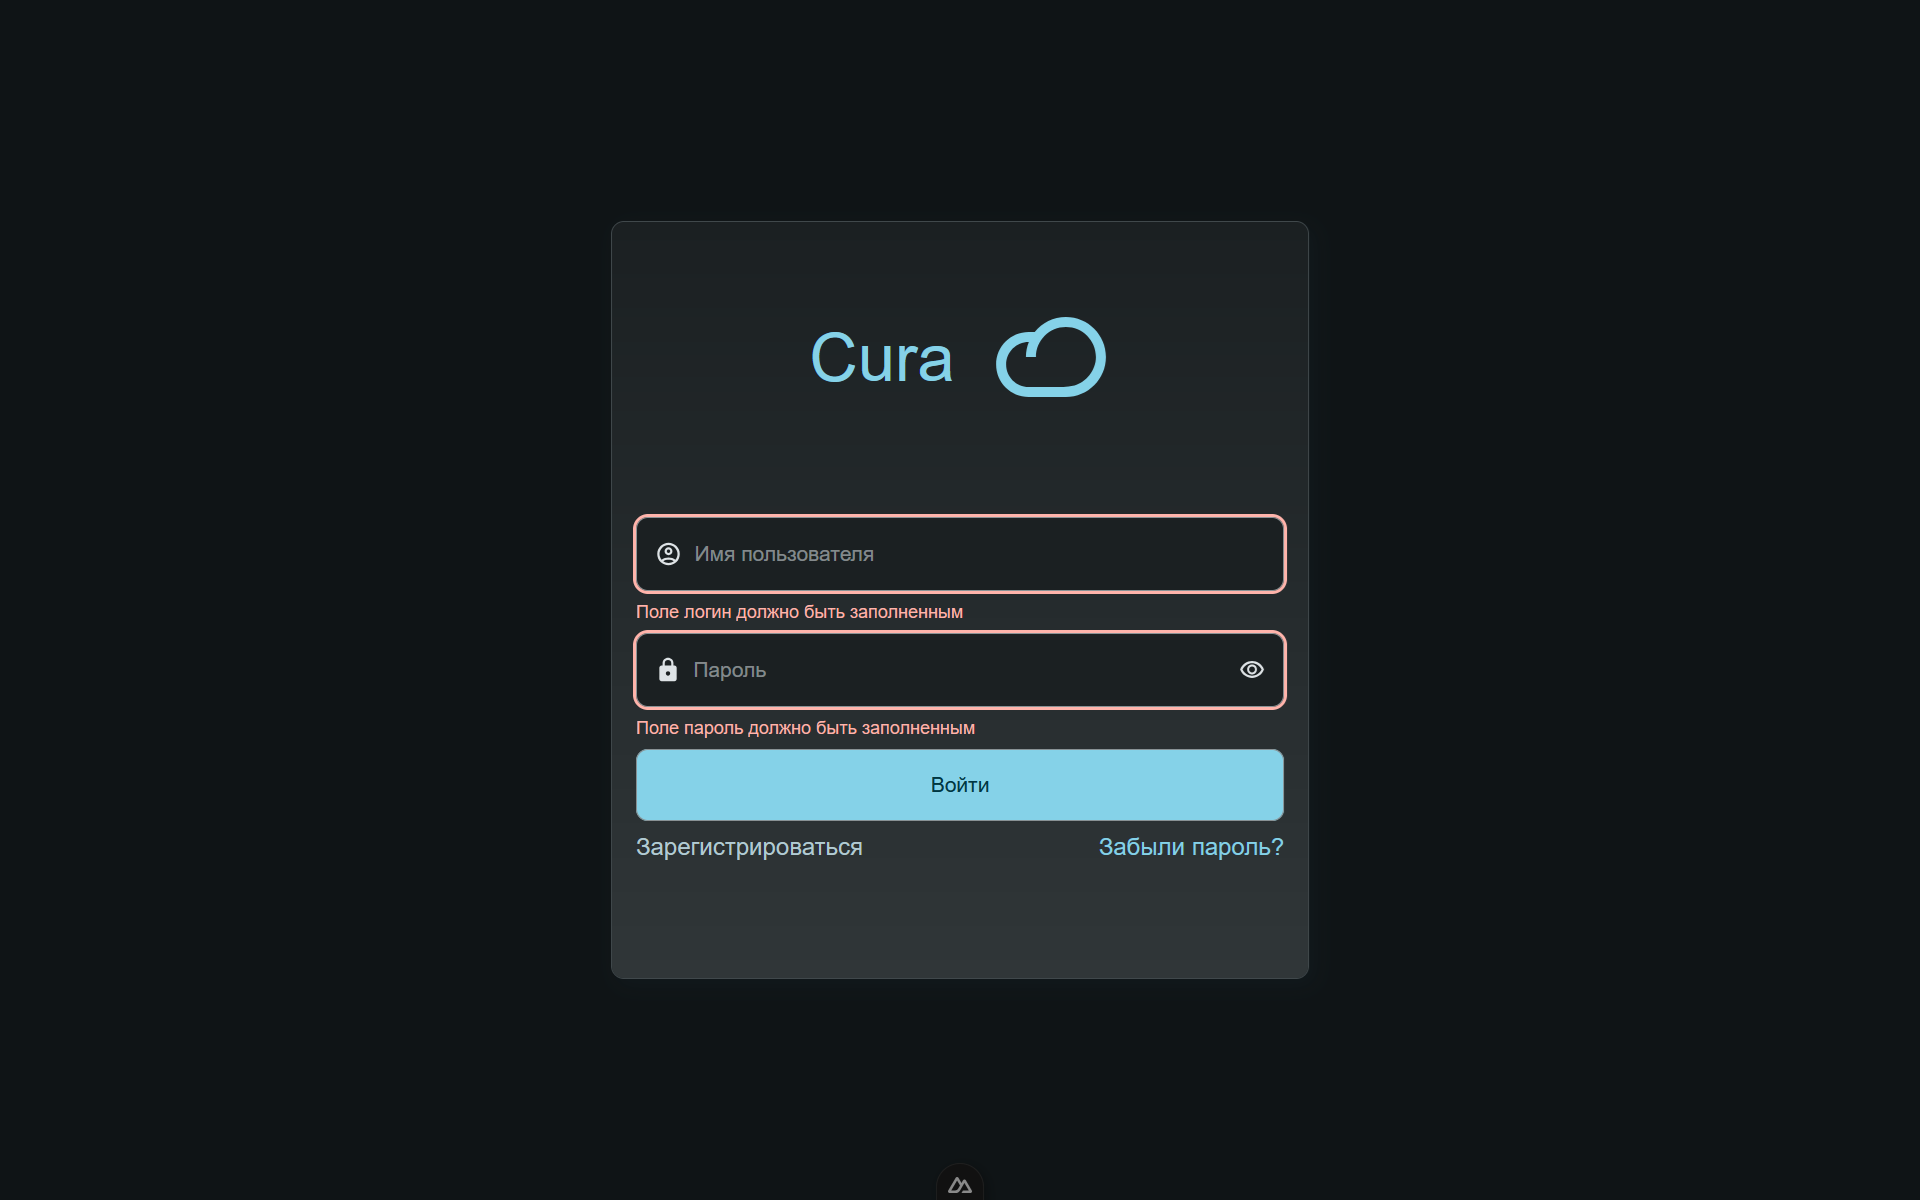 Cura
Имя пользователя
Поле логин должно быть заполненным
Пароль
Поле пароль должно быть заполненным
Войти
Зарегистрироваться
Забыли пароль?